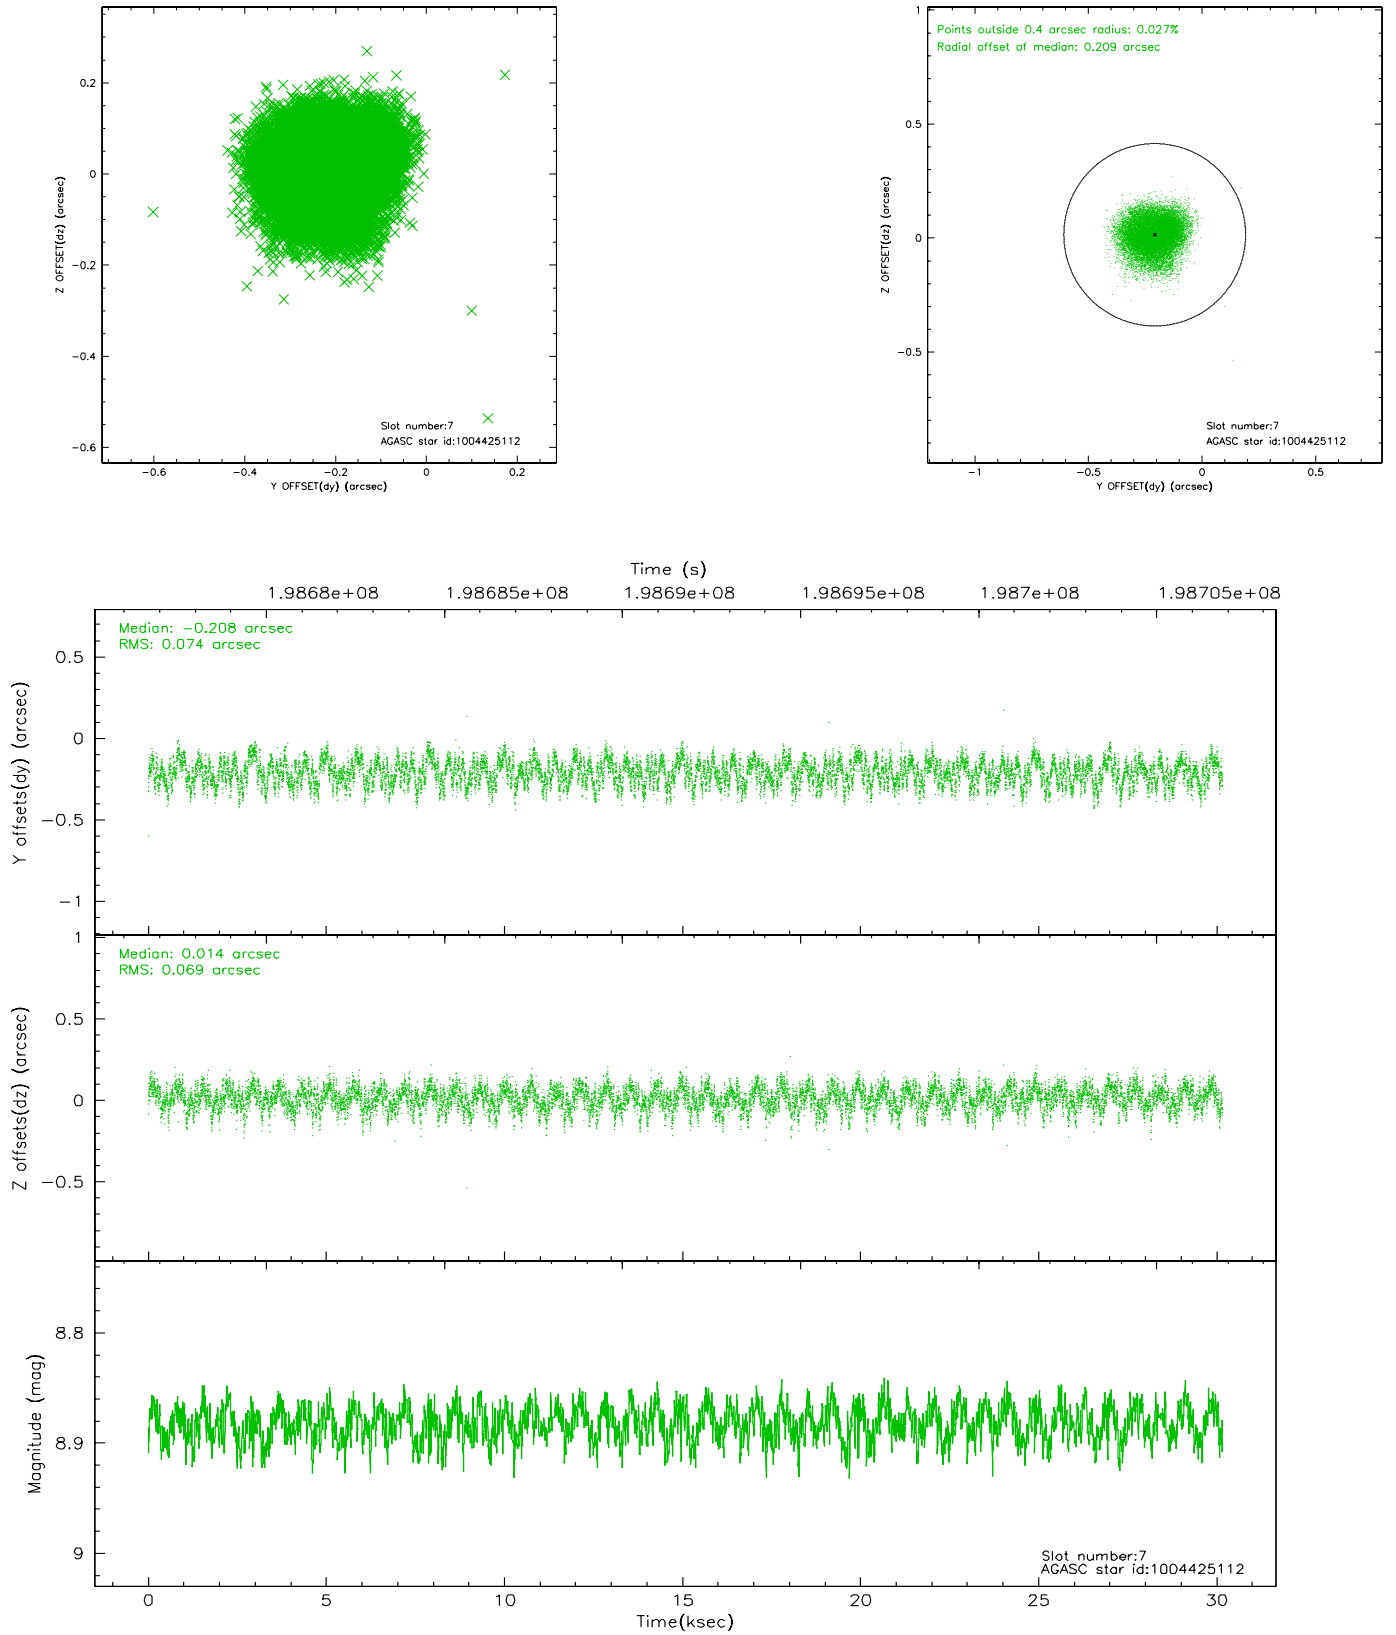 0.2
0
−0.2
−0.4
−0.6
Z OFFSET(dz) (arcsec)
Slot number:7
AGASC star id:1004425112
−0.6 −0.4 −0.2 0 0.2
Y OFFSET(dy) (arcsec)
Points outside 0.4 arcsec radius: 0.027%
Radial offset of median: 0.209 arcsec
1
0.5
0
−0.5
Z OFFSET(dz) (arcsec)
Slot number:7
AGASC star id:1004425112
−1 −0.5 0 0.5
Y OFFSET(dy) (arcsec)
Time (s)
1.9868e+08 1.98685e+08 1.9869e+08 1.98695e+08 1.987e+08 1.98705e+08
Median: −0.208 arcsec
RMS: 0.074 arcsec
0.5
0
−0.5
−1
Y offsets(dy) (arcsec)
Median: 0.014 arcsec
RMS: 0.069 arcsec
1
0.5
0
−0.5
Z offsets(dz) (arcsec)
8.8
8.9
9
Magnitude (mag)
Slot number:7
AGASC star id:1004425112
0 5 10 15 20 25 30
Time(ksec)